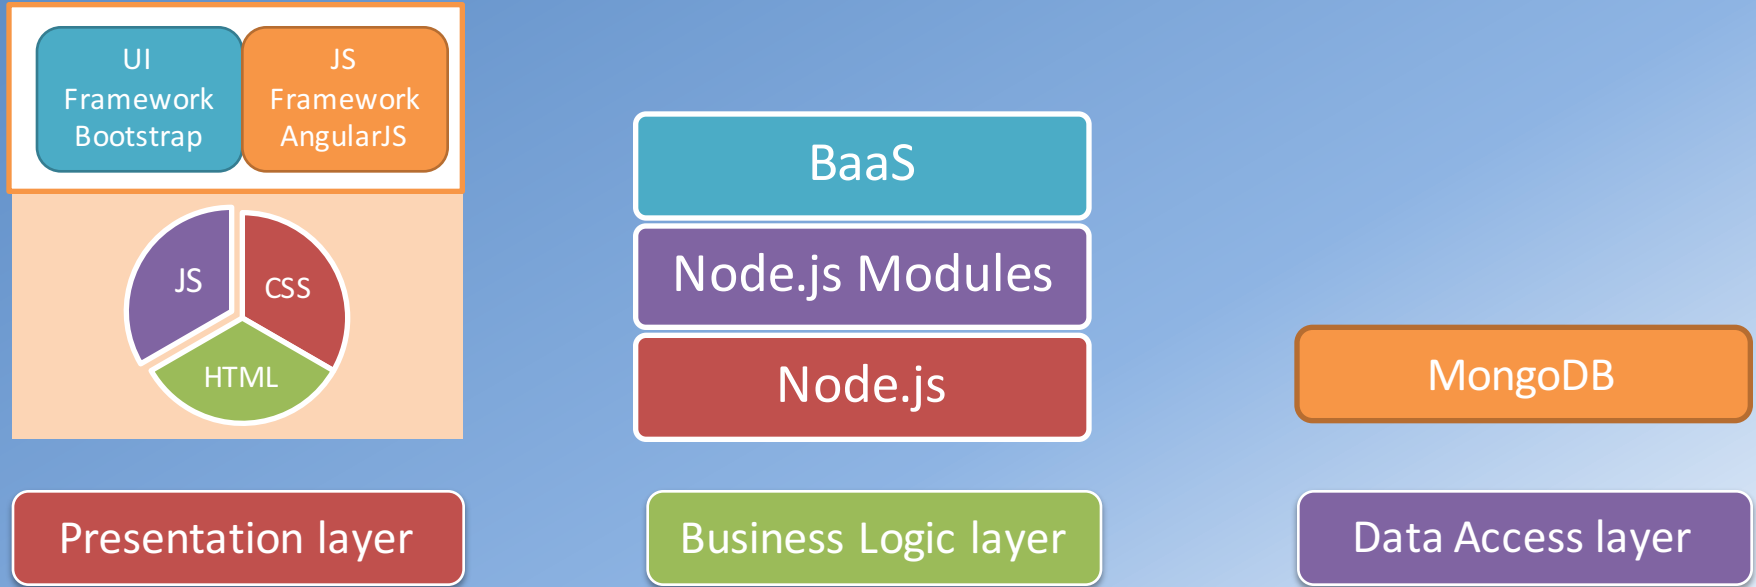 UI
Framework
Bootstrap
JS
Framework
AngularJS
JS
CSS
HTML
BaaS
Node.js Modules
Node.js
MongoDB
Presentation layer
Business Logic layer
Data Access layer